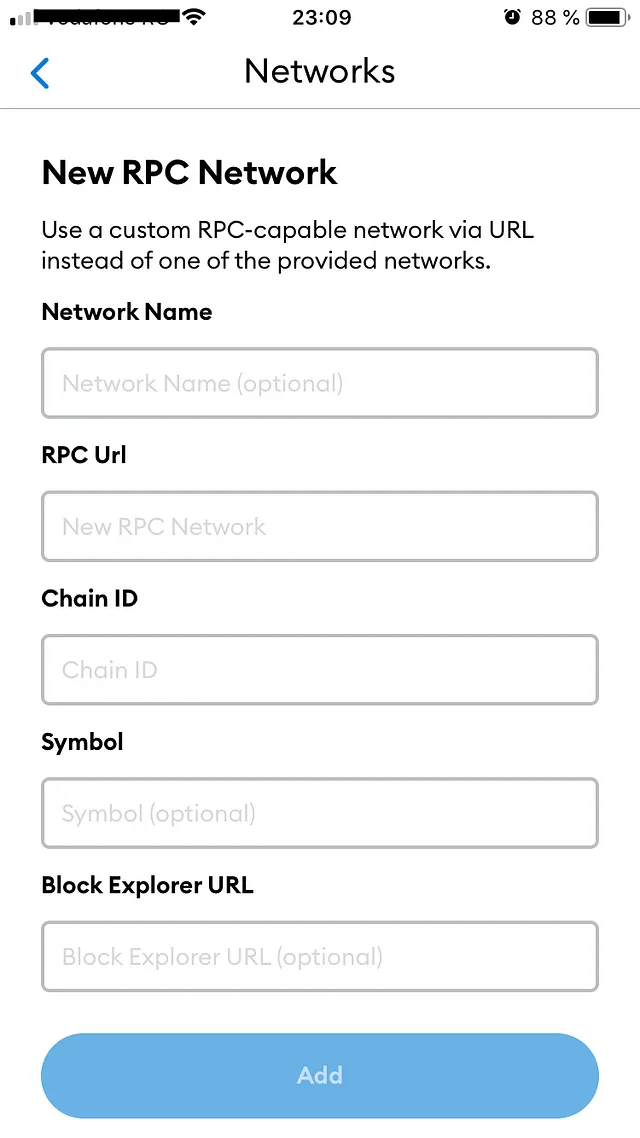 23:09
88 %
Networks
New RPC Network
Use a custom RPC-capable network via URL
instead of one of the provided networks.
Network Name
Network Name (optional)
RPC Url
New RPC Network
Chain ID
Chain ID
Symbol
Symbol (optional)
Block Explorer URL
Block Explorer URL (optional)
Add